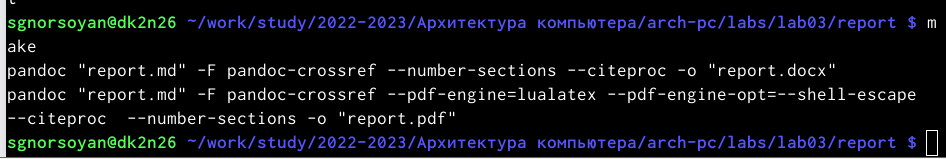 sgnorsoyan@dk2n26 ~/work/study/2022-2023/Архитектура компьютера/arch-pc/labs/lab03/report $ m
ake
pandoc "report.md" -F pandoc-crossref --number-sections --citeproc -o "report.docx"
pandoc "report.md" -F pandoc-crossref --pdf-engine=lualatex --pdf-engine-opt=--shell-escape
--citeproc  --number-sections -o "report.pdf"
sgnorsoyan@dk2n26 ~/work/study/2022-2023/Архитектура компьютера/arch-pc/labs/lab03/report $